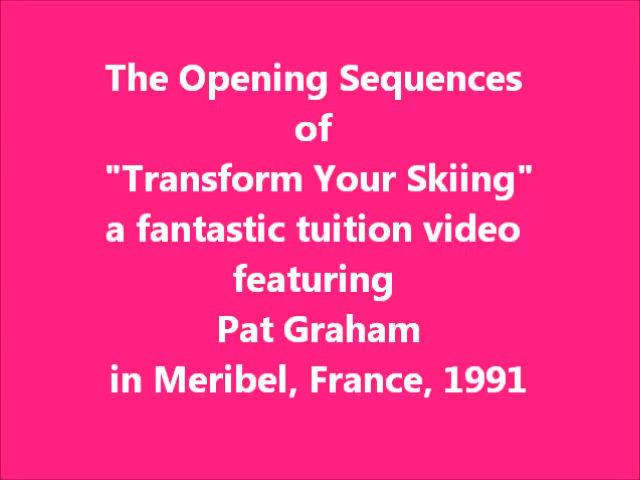 The Opening Sequences
of
"Transform Your Skiing"
a fantastic tuition video
featuring
Pat Graham
in Meribel, France, 1991